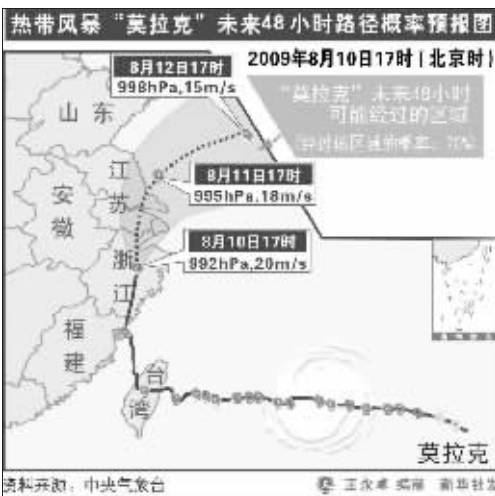 热带风暴“莫拉克”未来48小时路径概率预报图
2009年8月10日17时(北京时)
“莫拉克”未来48小时
可能经过的区域
8月12日17时
998hPa,15m/s
山东
江苏
安徽
8月11日17时
995hPa,18m/s
8月10日17时
992hPa,20m/s
浙江
福建
台湾
莫拉克
资料来源：中央气象台
编制 新华社发